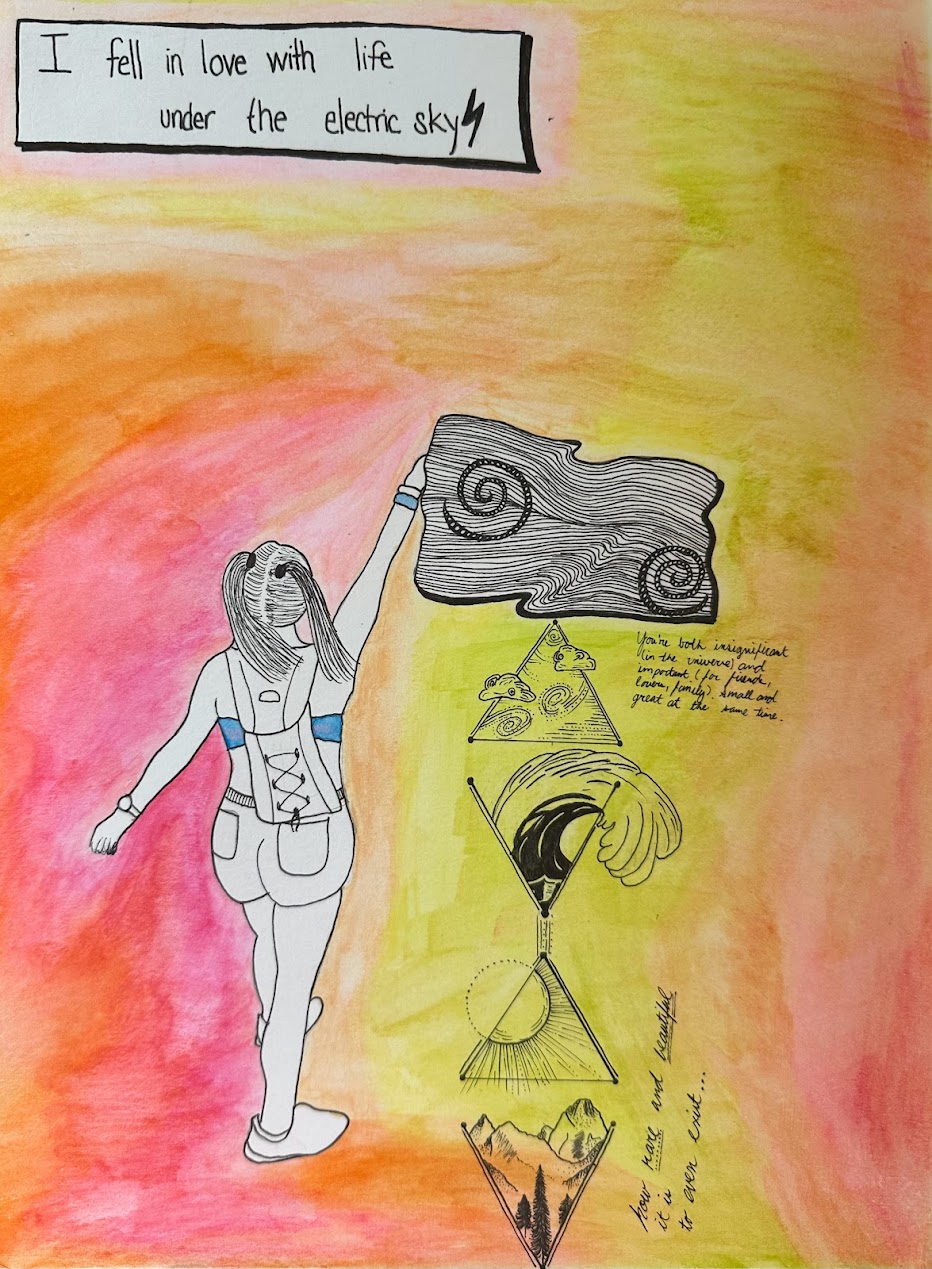 I fell in love with life
under the electric sky
You're both insignificant
(in the universe) and
important (for friends,
lovers, family). Small and
great at the same time.
how rare and beautiful
it is
to even exist...